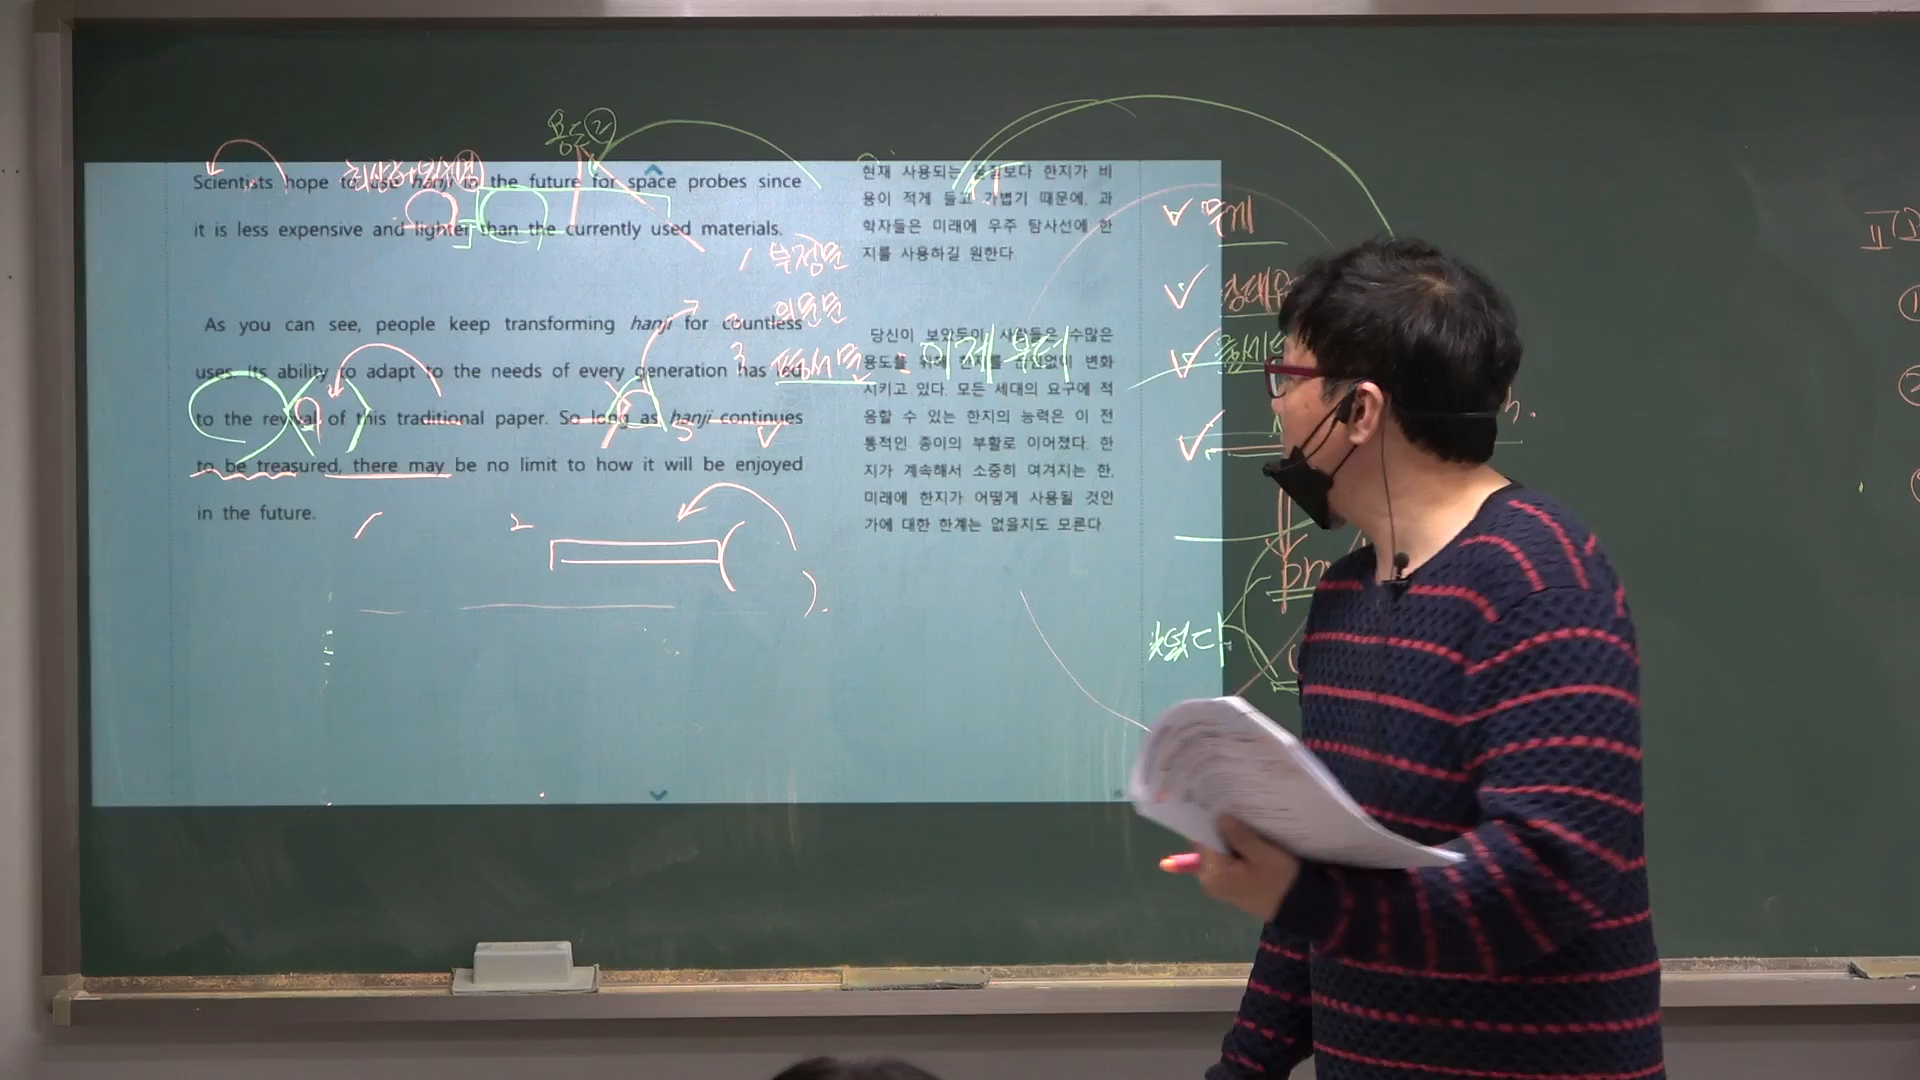 용도②
Scientists hope to use hanji in the future for space probes since
it is less expensive and lighter than the currently used materials.
As you can see, people keep transforming hanji for countless
uses. Its ability to adapt to the needs of every generation has led
to the revival of this traditional paper. So long as hanji continues
to be treasured, there may be no limit to how it will be enjoyed
in the future.
1 부정문
2 의문문
3
1 2
현재 사용되는 물질보다 한지가 비
용이 적게 들고 가볍기 때문에, 과
학자들은 미래에 우주 탐사선에 한
지를 사용하길 원한다.
당신이 보았듯이, 사람들은 수많은
용도를 위해 한지를 끊임없이 변화
시키고 있다. 모든 세대의 요구에 적
응할 수 있는 한지의 능력은 이 전
통적인 종이의 부활로 이어졌다. 한
지가 계속해서 소중히 여겨지는 한,
미래에 한지가 어떻게 사용될 것인
가에 대한 한계는 없을지도 모른다.
이제부터
무게